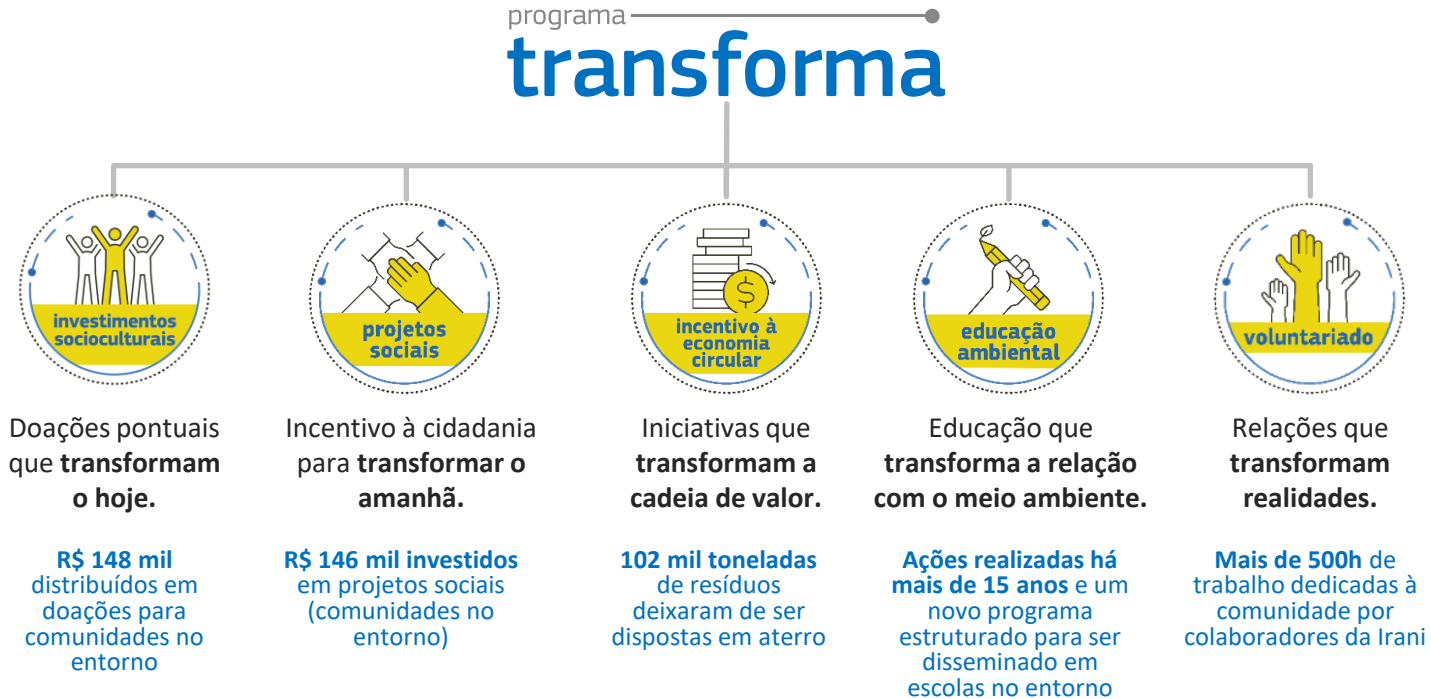 programa
transforma
investimentos
socioculturais
Doações pontuais
que transformam
o hoje.
R$ 148 mil
distribuídos em
doações para
comunidades no
entorno
projetos
sociais
Incentivo à cidadania
para transformar o
amanhã.
R$ 146 mil investidos
em projetos sociais
(comunidades no
entorno)
incentivo à
economia
circular
Iniciativas que
transformam a
cadeia de valor.
102 mil toneladas
de resíduos
deixaram de ser
dispostas em aterro
educação
ambiental
Educação que
transforma a relação
com o meio ambiente.
Ações realizadas há
mais de 15 anos e um
novo programa
estruturado para ser
disseminado em
escolas no entorno
voluntariado
Relações que
transformam
realidades.
Mais de 500h de
trabalho dedicadas à
comunidade por
colaboradores da Irani